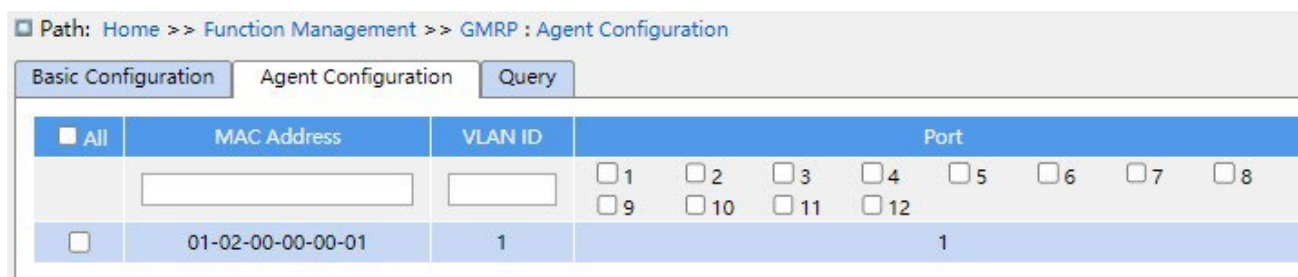 Path: Home >> Function Management >> GMRP : Agent Configuration
Basic Configuration Agent Configuration Query
All MAC Address VLAN ID Port
1 2 3 4 5 6 7 8
9 10 11 12
01-02-00-00-00-01 1 1